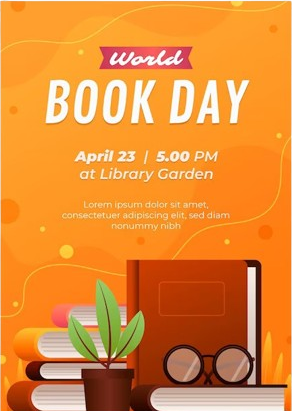 World
BOOK DAY
April 23 | 5.00 PM
at Library Garden
Lorem ipsum dolor sit amet,
consectetuer adipiscing elit, sed diam
nonummy nibh